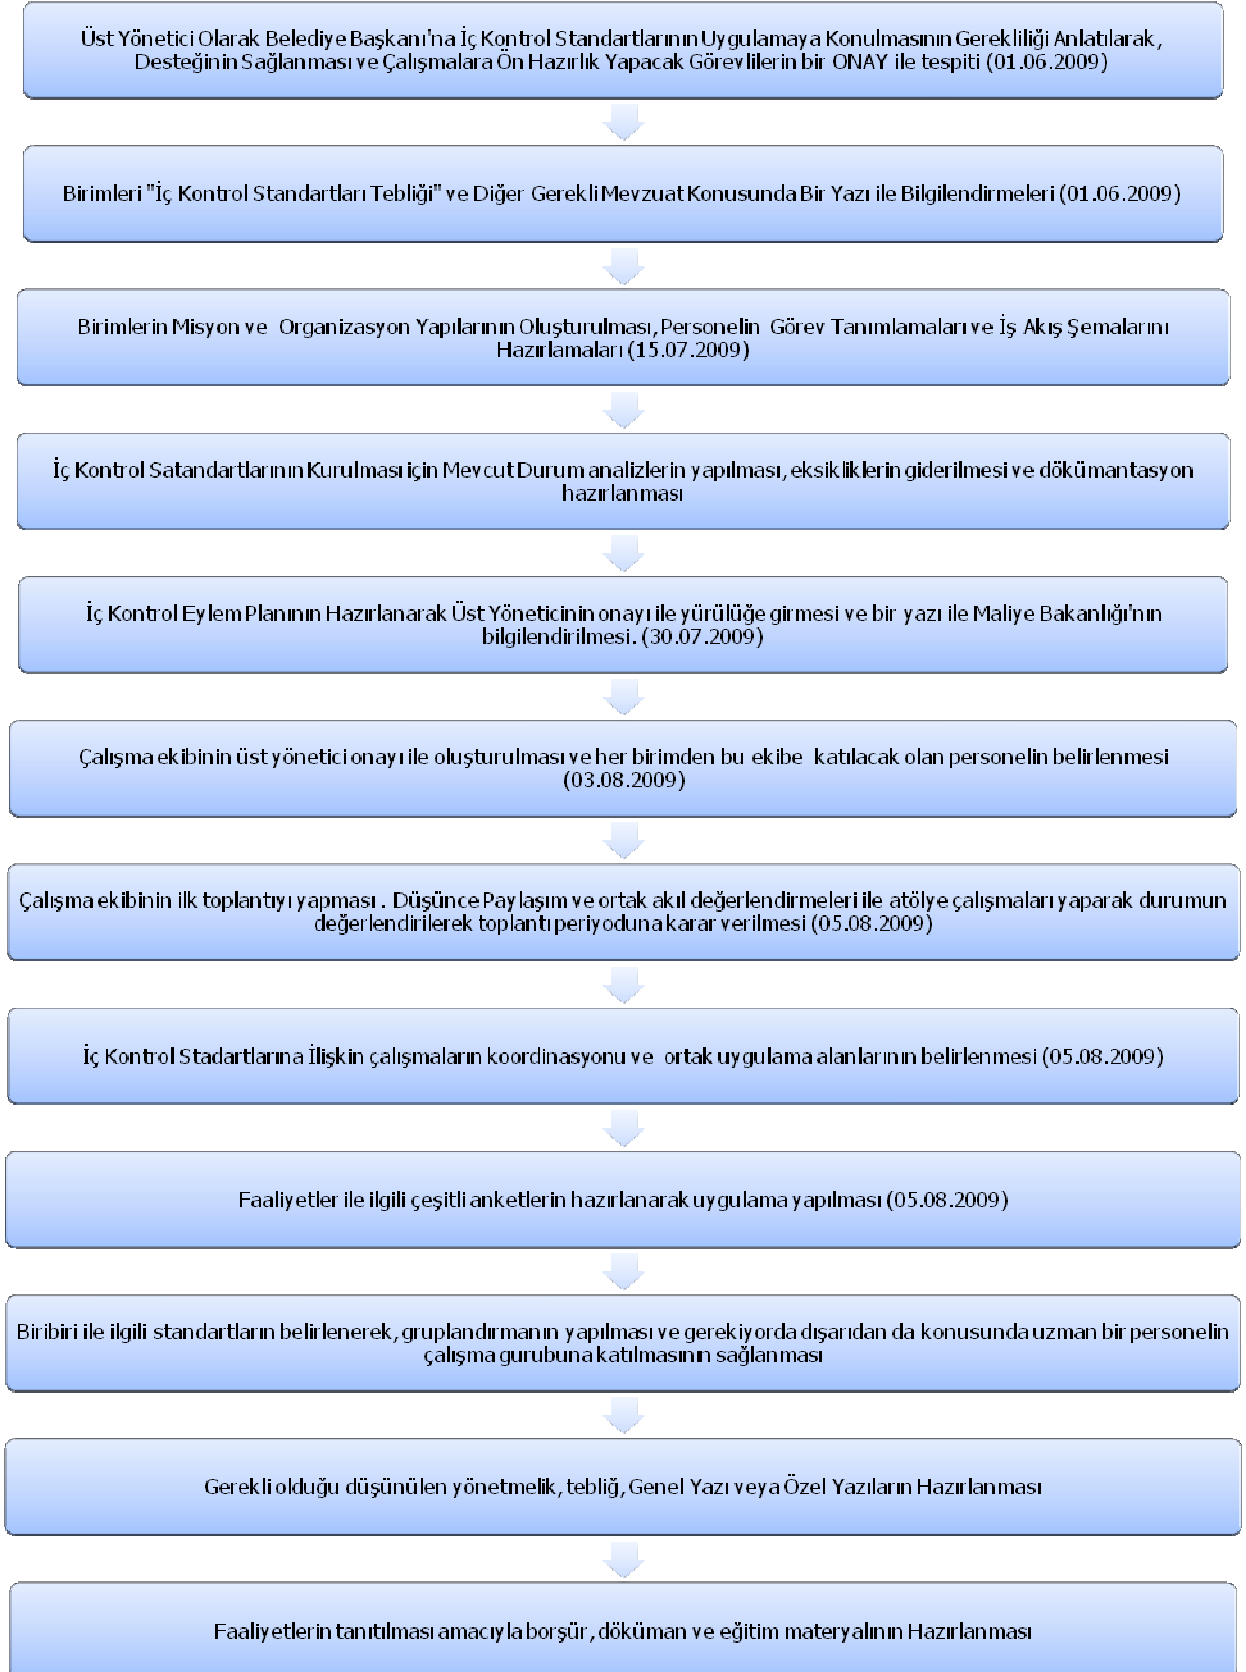 Üst Yönetici Olarak Belediye Başkanı'na İç Kontrol Standartlarının Uygulamaya Konulmasının Gerekliliği Anlatılarak,
Desteğinin Sağlanması ve Çalışmalara Ön Hazırlık Yapacak Görevlilerin bir ONAY ile tespiti (01.06.2009)
Birimleri "İç Kontrol Standartları Tebliği" ve Diğer Gerekli Mevzuat Konusunda Bir Yazı ile Bilgilendirmeleri (01.06.2009)
Birimlerin Misyon ve Organizasyon Yapılarının Oluşturulması, Personelin Görev Tanımlamaları ve İş Akış Şemalarını
Hazırlamaları (15.07.2009)
İç Kontrol Satandartlarının Kurulması için Mevcut Durum analizlerin yapılması, eksikliklerin giderilmesi ve dökümantasyon
hazırlanması
İç Kontrol Eylem Planının Hazırlanarak Üst Yöneticinin onayı ile yürülüğe girmesi ve bir yazı ile Maliye Bakanlığı'nın
bilgilendirilmesi. (30.07.2009)
Çalışma ekibinin üst yönetici onayı ile oluşturulması ve her birimden bu ekibe katılacak olan personelin belirlenmesi
(03.08.2009)
Çalışma ekibinin ilk toplantıyı yapması . Düşünce Paylaşım ve ortak akıl değerlendirmeleri ile atölye çalışmaları yaparak durumun
değerlendirilerek toplantı periyoduna karar verilmesi (05.08.2009)
İç Kontrol Stadartlarına İlişkin çalışmaların koordinasyonu ve ortak uygulama alanlarının belirlenmesi (05.08.2009)
Faaliyetler ile ilgili çeşitli anketlerin hazırlanarak uygulama yapılması (05.08.2009)
Biribiri ile ilgili standartların belirlenerek, gruplandırmanın yapılması ve gerekiyorda dışarıdan da konusunda uzman bir personelin
çalışma gurubuna katılmasının sağlanması
Gerekli olduğu düşünülen yönetmelik, tebliğ, Genel Yazı veya Özel Yazıların Hazırlanması
Faaliyetlerin tanıtılması amacıyla borşür, döküman ve eğitim materyalının Hazırlanması